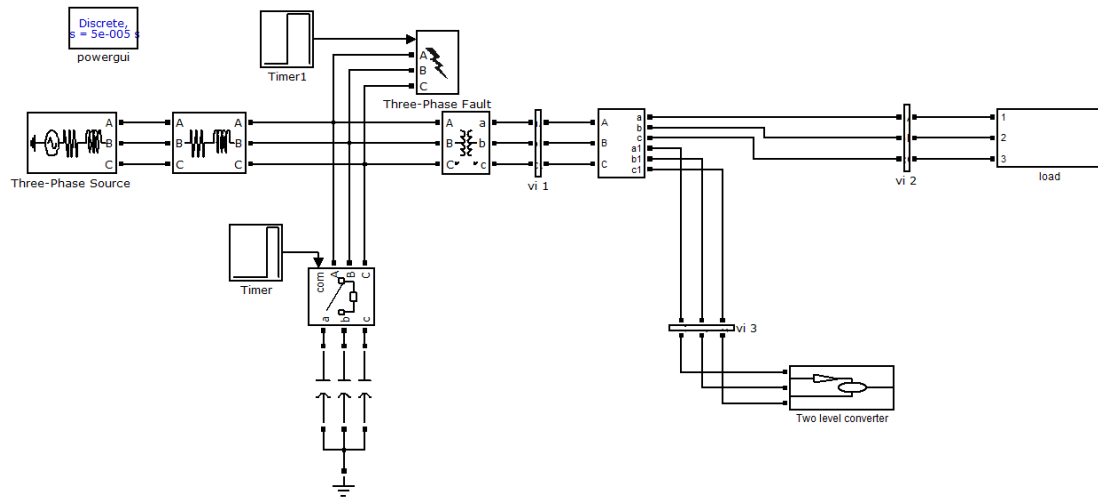 Discrete,
s = 5e-005 s
powergui
Timer1
A
B
C
Three-Phase Fault
A
B
C
Three-Phase Source
A
B
C
A
B
C
A
B
C
a
b
c
vi 1
A
B
C
a
b
c
a1
b1
c1
vi 2
1
2
3
load
Timer
com
A
B
C
a
b
c
vi 3
Two level converter